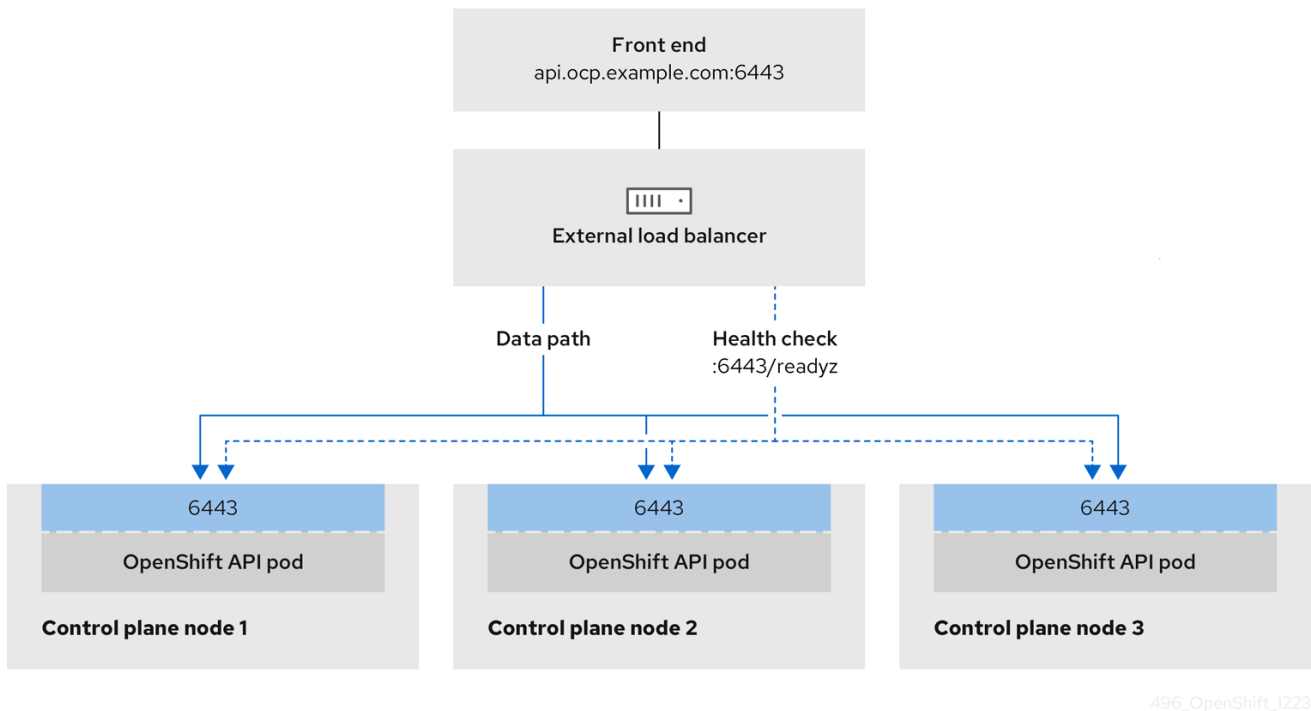 Front end
api.ocp.example.com:6443
External load balancer
Data path
Health check
:6443/readyz
6443
6443
6443
OpenShift API pod
OpenShift API pod
OpenShift API pod
Control plane node 1
Control plane node 2
Control plane node 3
496_OpenShift_1223